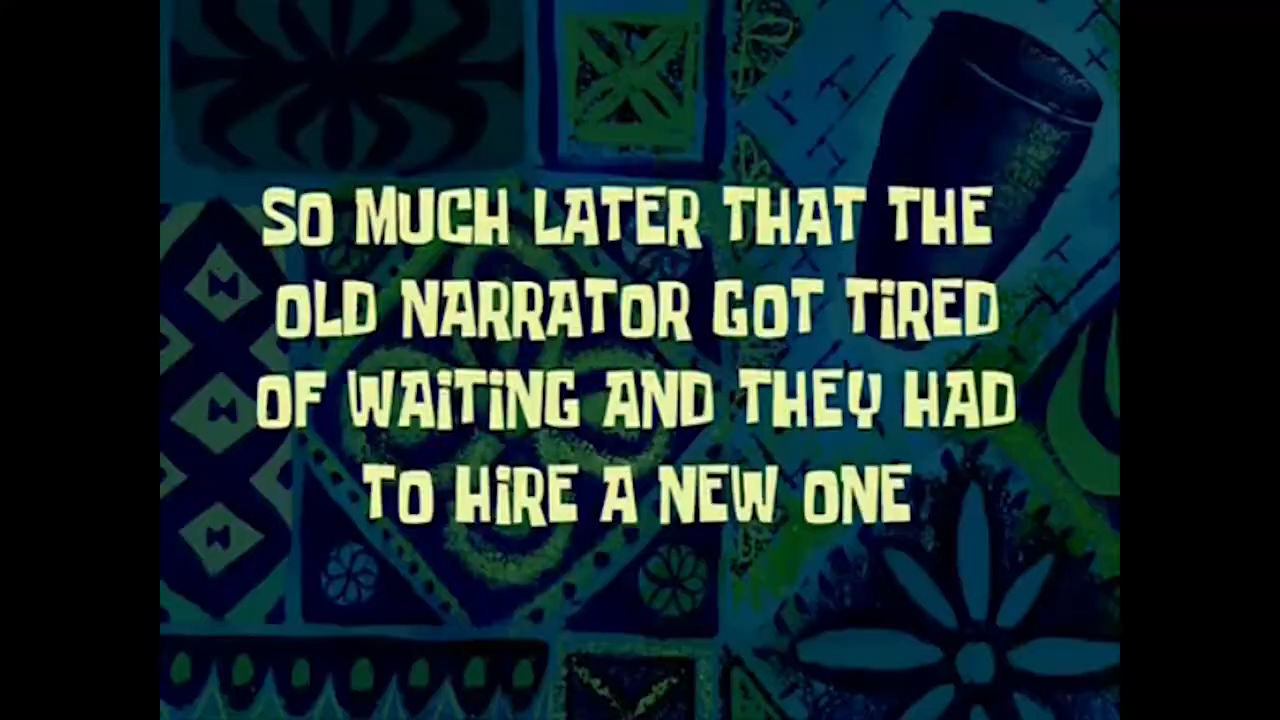 SO MUCH LATER THAT THE
OLD NARRATOR GOT TiRED
OF WAiTiNG AND THEY HAD
TO HiRE A NEW ONE